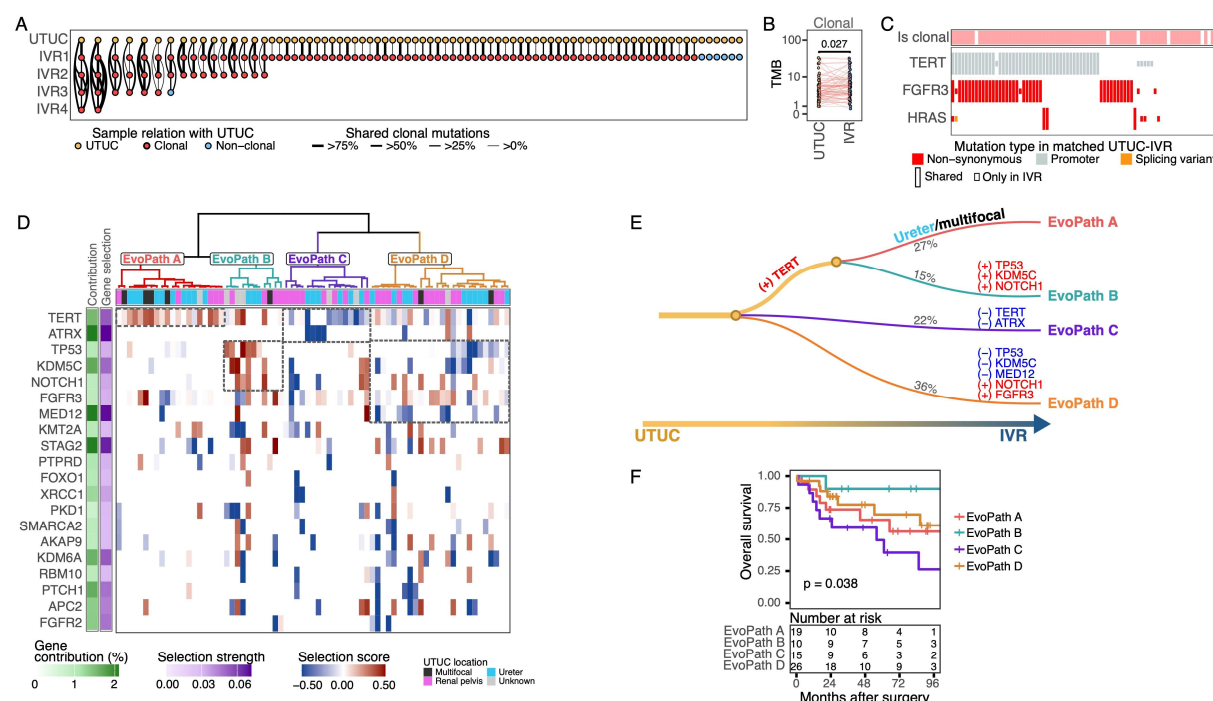 A
UTUC
IVR1
IVR2
IVR3
IVR4
Sample relation with UTUC
UTUC
Clonal
Non-clonal
Shared clonal mutations
>75%
>50%
>25%
>0%
B
Clonal
0.027
TMB
100
10
1
0
UTUC
IVR
C
Is clonal
TERT
FGFR3
HRAS
Mutation type in matched UTUC-IVR
Non-synonymous
Promoter
Splicing variant
Shared
Only in IVR
D
EvoPath A
EvoPath B
EvoPath C
EvoPath D
Contribution
Gene selection
TERT
ATRX
TP53
KDM5C
NOTCH1
FGFR3
MED12
KMT2A
STAG2
PTPRD
FOXO1
XRCC1
PKD1
SMARCA2
AKAP9
KDM6A
RBM10
PTCH1
APC2
FGFR2
Gene
contribution (%)
0 1 2
Selection strength
0.00 0.03 0.06
Selection score
−0.50 0.00 0.50
UTUC location
Multifocal
Renal pelvis
Ureter
Unknown
E
(+) TERT
Ureter/multifocal
27%
EvoPath A
15%
(+) TP53
(+) KDM5C
(+) NOTCH1
EvoPath B
22%
(−) TERT
(−) ATRX
EvoPath C
36%
(−) TP53
(−) KDM5C
(−) MED12
(+) NOTCH1
(+) FGFR3
EvoPath D
UTUC
IVR
F
Overall survival
1.00
0.75
0.50
0.25
0.00
p = 0.038
EvoPath A
EvoPath B
EvoPath C
EvoPath D
Number at risk
EvoPath A 19 10 8 4 1
EvoPath B 10 9 7 5 3
EvoPath C 15 9 6 3 2
EvoPath D 26 18 10 9 3
0 24 48 72 96
Months after surgery